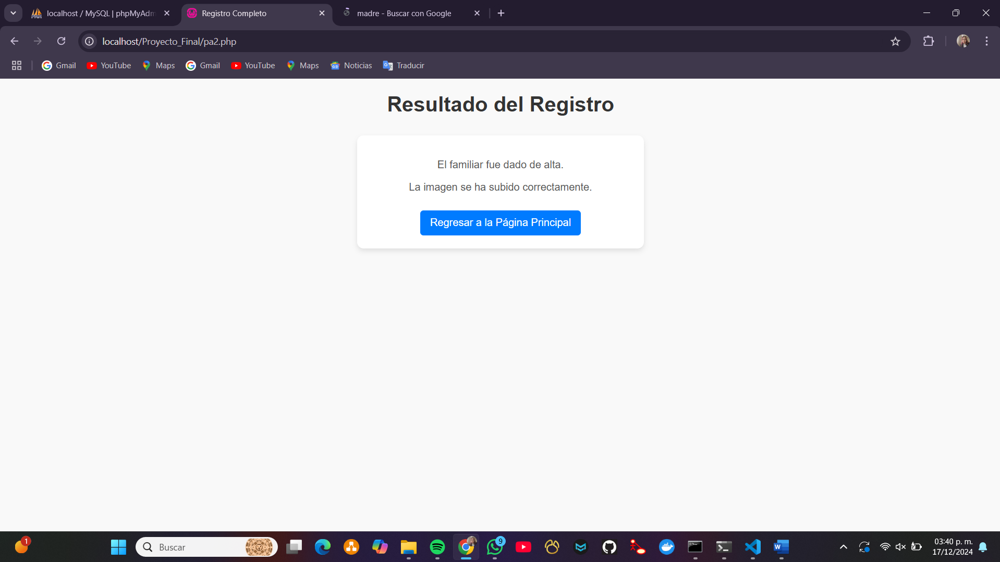 localhost / MySQL | phpMyAdm
Registro Completo
madre - Buscar con Google
localhost/Proyecto_Final/pa2.php
Gmail
YouTube
Maps
Gmail
YouTube
Maps
Noticias
Traducir
Resultado del Registro
El familiar fue dado de alta.
La imagen se ha subido correctamente.
Regresar a la Página Principal
1
Buscar
9
03:40 p. m.
17/12/2024